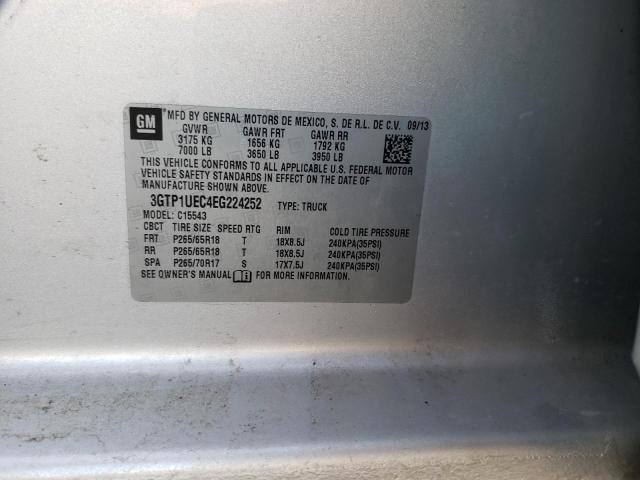 GM MFD BY GENERAL MOTORS DE MEXICO, S. DE R.L. DE C.V. 09/13
GVWR GAWR FRT GAWR RR
3175 KG 1656 KG 1792 KG
7000 LB 3650 LB 3950 LB
THIS VEHICLE CONFORMS TO ALL APPLICABLE U.S. FEDERAL MOTOR
VEHICLE SAFETY STANDARDS IN EFFECT ON THE DATE OF
MANUFACTURE SHOWN ABOVE.
3GTP1UEC4EG224252 TYPE: TRUCK
MODEL: C15543
CBCT TIRE SIZE SPEED RTG RIM COLD TIRE PRESSURE
FRT P265/65R18 T 18X8.5J 240KPA(35PSI)
RR P265/65R18 T 18X8.5J 240KPA(35PSI)
SPA P265/70R17 S 17X7.5J 240KPA(35PSI)
SEE OWNER'S MANUAL FOR MORE INFORMATION.